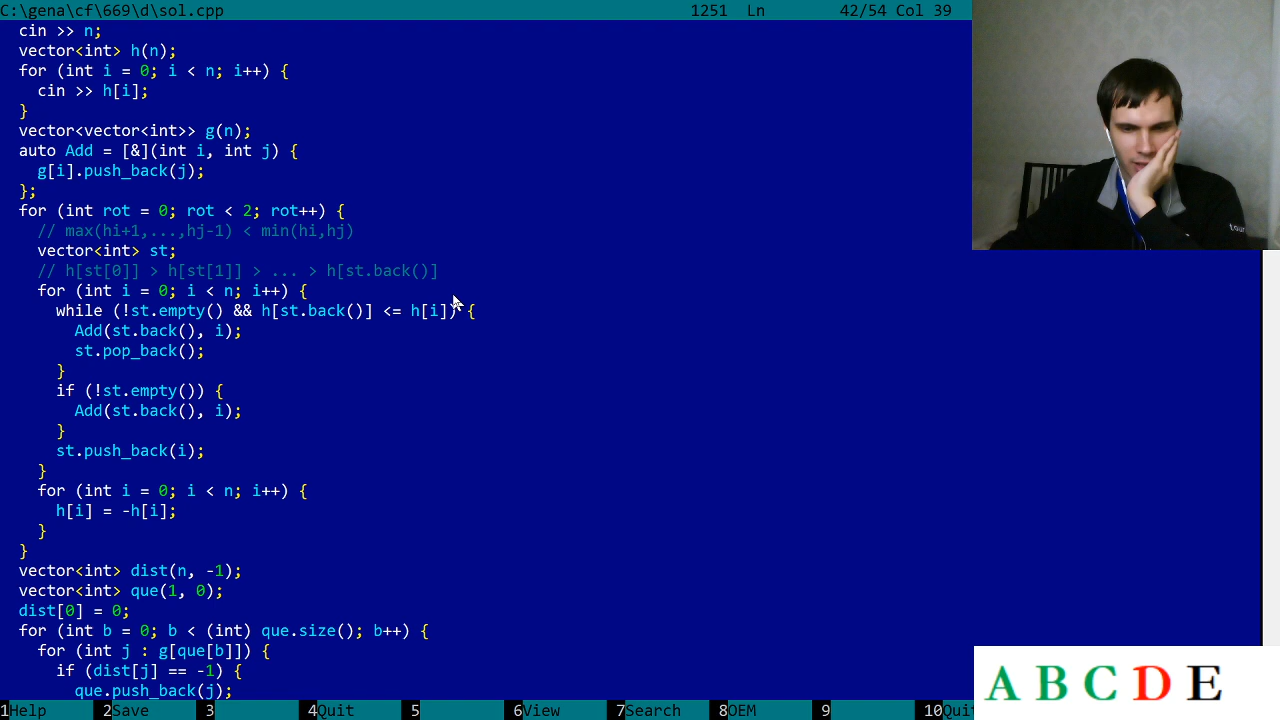 C:\gena\cf\669\d\sol.cpp 1251 Ln 42/54 Col 39
cin >> n;
vector<int> h(n);
for (int i = 0; i < n; i++) {
cin >> h[i];
}
vector<vector<int>> g(n);
auto Add = [&](int i, int j) {
g[i].push_back(j);
};
for (int rot = 0; rot < 2; rot++) {
// max(hi+1,...,hj-1) < min(hi,hj)
vector<int> st;
// h[st[0]] > h[st[1]] > ... > h[st.back()]
for (int i = 0; i < n; i++) {
while (!st.empty() && h[st.back()] <= h[i]) {
Add(st.back(), i);
st.pop_back();
}
if (!st.empty()) {
Add(st.back(), i);
}
st.push_back(i);
}
for (int i = 0; i < n; i++) {
h[i] = -h[i];
}
}
vector<int> dist(n, -1);
vector<int> que(1, 0);
dist[0] = 0;
for (int b = 0; b < (int) que.size(); b++) {
for (int j : g[que[b]]) {
if (dist[j] == -1) {
que.push_back(j);
1Help 2Save 3 4Quit 5 6View 7Search 8OEM 9 10Quit
A B C D E
tour